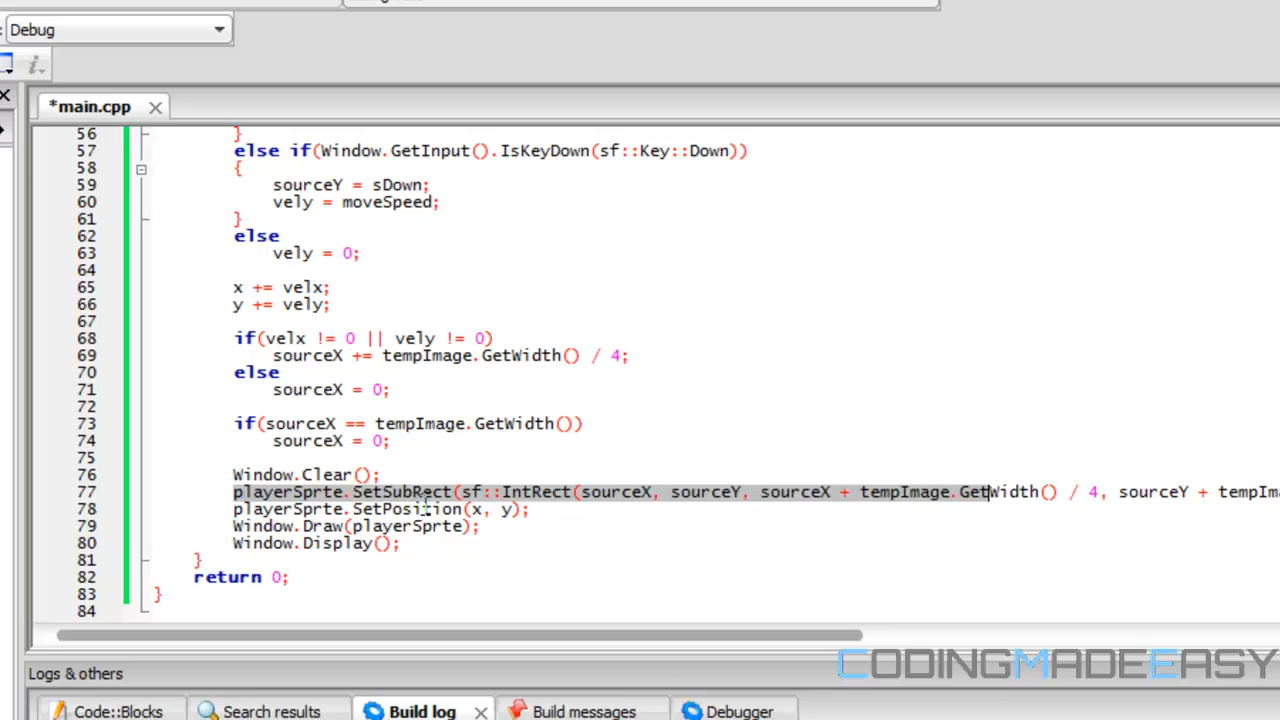 Debug
*main.cpp
56 }
57 else if(Window.GetInput().IsKeyDown(sf::Key::Down))
58 {
59 sourceY = sDown;
60 vely = moveSpeed;
61 }
62 else
63 vely = 0;
64
65 x += velx;
66 y += vely;
67
68 if(velx != 0 || vely != 0)
69 sourceX += tempImage.GetWidth() / 4;
70 else
71 sourceX = 0;
72
73 if(sourceX == tempImage.GetWidth())
74 sourceX = 0;
75
76 Window.Clear();
77 playerSprte.SetSubRect(sf::IntRect(sourceX, sourceY, sourceX + tempImage.GetWidth() / 4, sourceY + tempIma
78 playerSprte.SetPosition(x, y);
79 Window.Draw(playerSprte);
80 Window.Display();
81 }
82 return 0;
83 }
84
CODINGMADEEASY
Logs & others
Code::Blocks Search results Build log Build messages Debugger